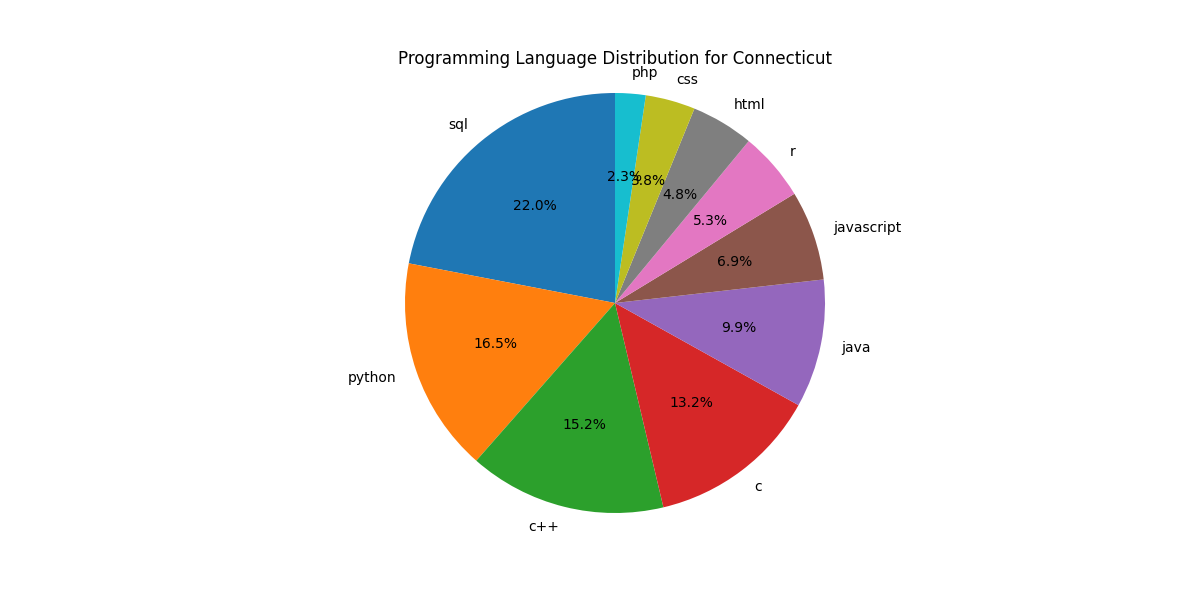 Programming Language Distribution for Connecticut
php
css
html
r
javascript
java
c
c++
python
sql
2.3%
3.8%
4.8%
5.3%
6.9%
9.9%
13.2%
15.2%
16.5%
22.0%